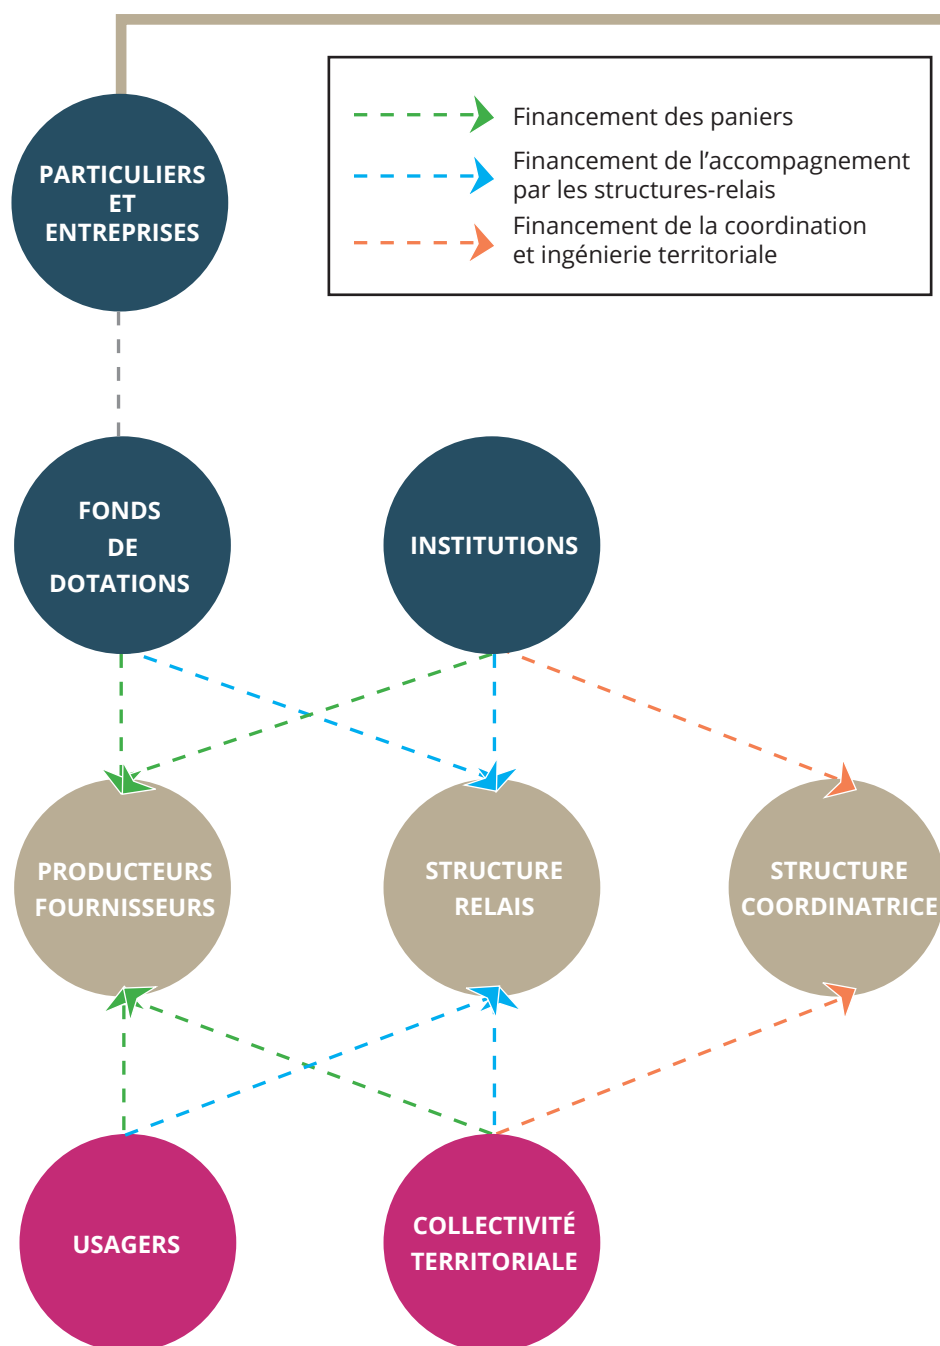 Financement des paniers
Financement de l’accompagnement
par les structures-relais
Financement de la coordination
et ingénierie territoriale
PARTICULIERS
ET
ENTREPRISES
FONDS
DE
DOTATIONS
INSTITUTIONS
PRODUCTEURS
FOURNISSEURS
STRUCTURE
RELAIS
STRUCTURE
COORDINATRICE
USAGERS
COLLECTIVITÉ
TERRITORIALE